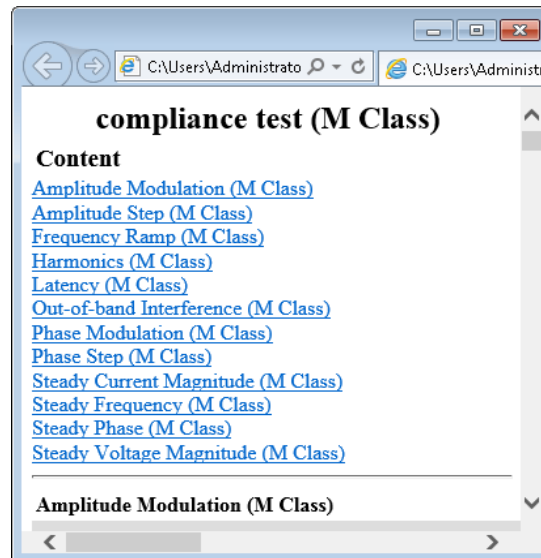 C:\Users\Administrato
C:\Users\Administ
compliance test (M Class)
Content
Amplitude Modulation (M Class)
Amplitude Step (M Class)
Frequency Ramp (M Class)
Harmonics (M Class)
Latency (M Class)
Out-of-band Interference (M Class)
Phase Modulation (M Class)
Phase Step (M Class)
Steady Current Magnitude (M Class)
Steady Frequency (M Class)
Steady Phase (M Class)
Steady Voltage Magnitude (M Class)
Amplitude Modulation (M Class)